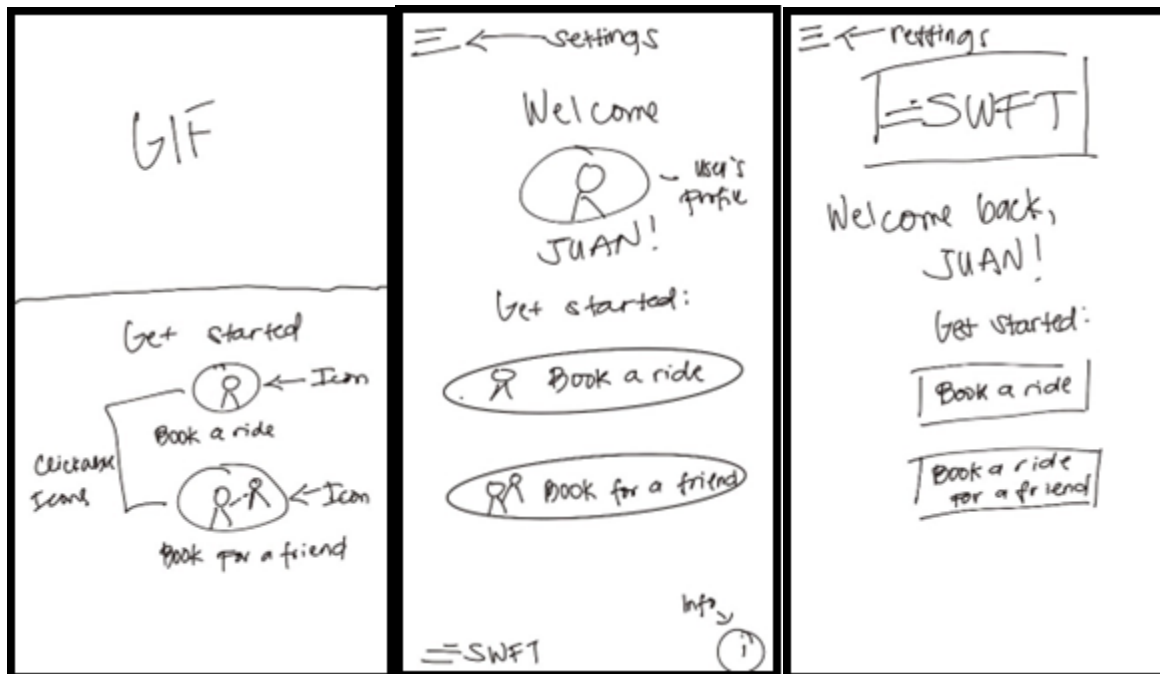 GIF
Get started
Icon
Book a ride
Clickable
Icons
Icon
Book for a friend
settings
Welcome
user's
profile
JUAN!
Get started:
Book a ride
Book for a friend
Info
i
SWFT
settings
SWFT
Welcome back,
JUAN!
Get started:
Book a ride
Book a ride
for a friend